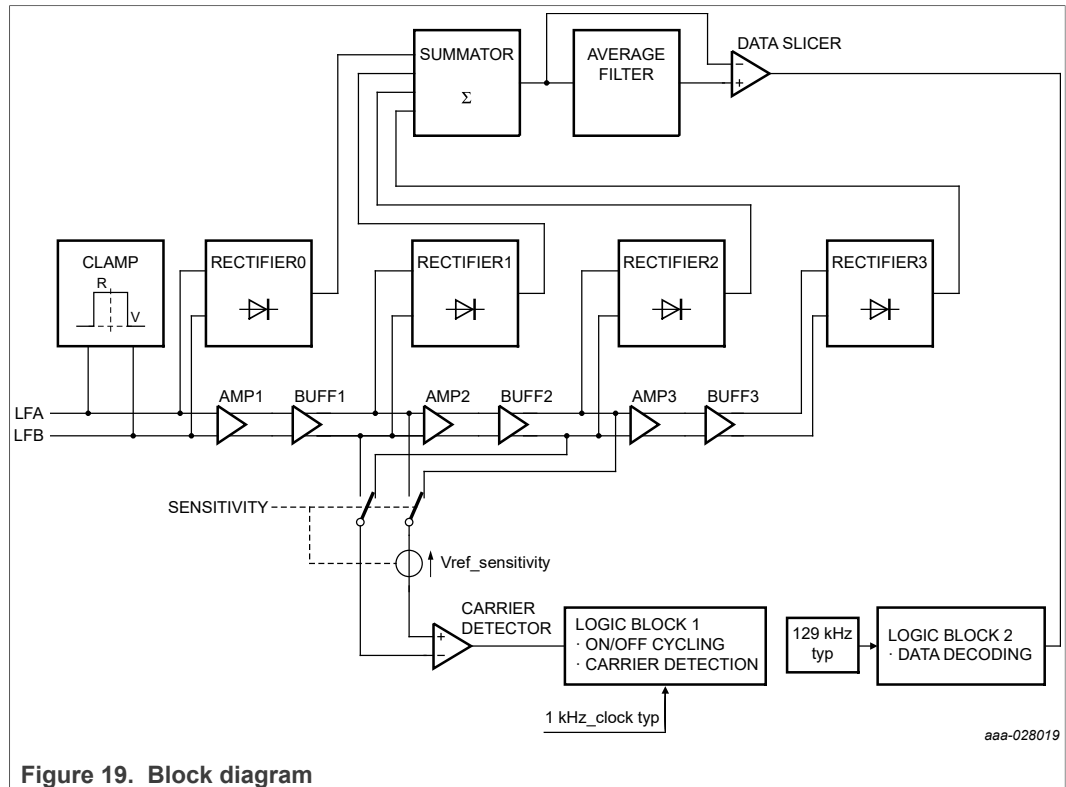 DATA SLICER
SUMMATOR
Σ
AVERAGE
FILTER
−
+
CLAMP
R
V
RECTIFIER0
RECTIFIER1
RECTIFIER2
RECTIFIER3
AMP1
BUFF1
AMP2
BUFF2
AMP3
BUFF3
LFA
LFB
SENSITIVITY
Vref_sensitivity
CARRIER
DETECTOR
+
−
LOGIC BLOCK 1
· ON/OFF CYCLING
· CARRIER DETECTION
129 kHz
typ
LOGIC BLOCK 2
· DATA DECODING
1 kHz_clock typ
aaa-028019
Figure 19. Block diagram